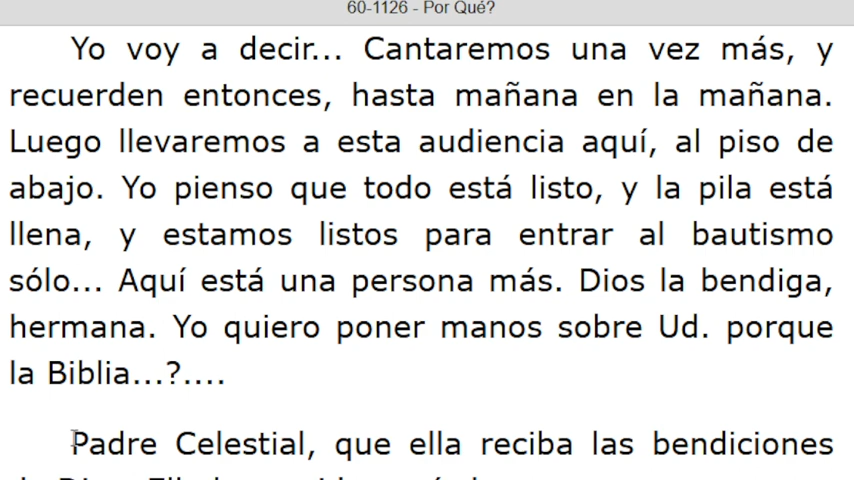 60-1126 - Por Qué?
Yo voy a decir... Cantaremos una vez más, y
recuerden entonces, hasta mañana en la mañana.
Luego llevaremos a esta audiencia aquí, al piso de
abajo. Yo pienso que todo está listo, y la pila está
llena, y estamos listos para entrar al bautismo
sólo... Aquí está una persona más. Dios la bendiga,
hermana. Yo quiero poner manos sobre Ud. porque
la Biblia...?....
Padre Celestial, que ella reciba las bendiciones